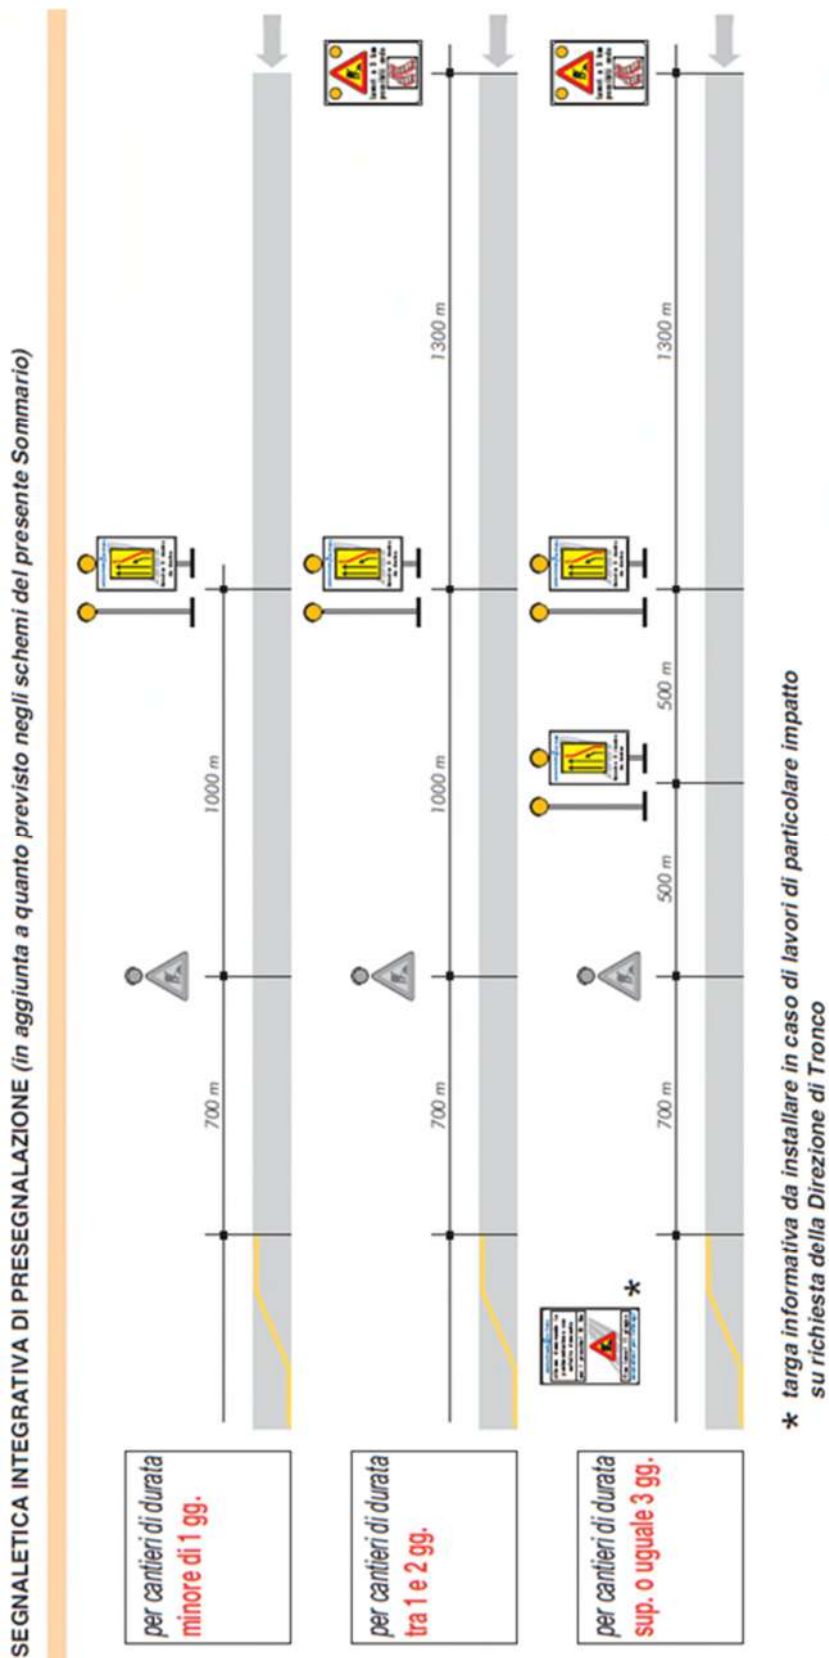 SEGNALETICA INTEGRATIVA DI PRESEGNALAZIONE (in aggiunta a quanto previsto negli schemi del presente Sommario)
per cantieri di durata
minore di 1 gg.
700 m
1000 m
per cantieri di durata
tra 1 e 2 gg.
700 m
1000 m
1300 m
per cantieri di durata
sup. o uguale 3 gg.
*
700 m
500 m
500 m
1300 m
* targa informativa da installare in caso di lavori di particolare impatto
su richiesta della Direzione di Tronco